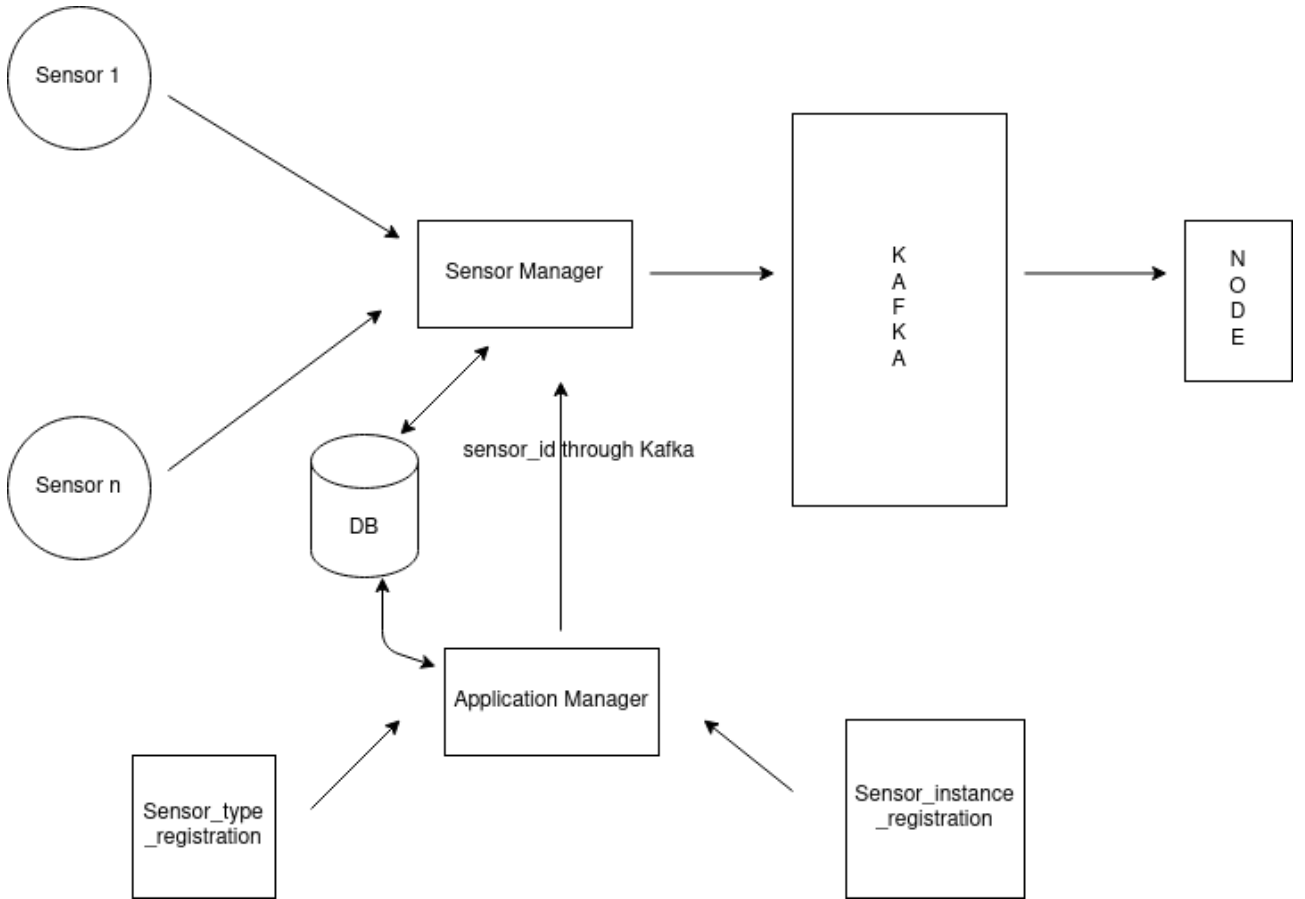 Sensor 1
Sensor Manager
K
A
F
K
A
N
O
D
E
sensor_id through Kafka
Sensor n
DB
Application Manager
Sensor_type
_registration
Sensor_instance
_registration